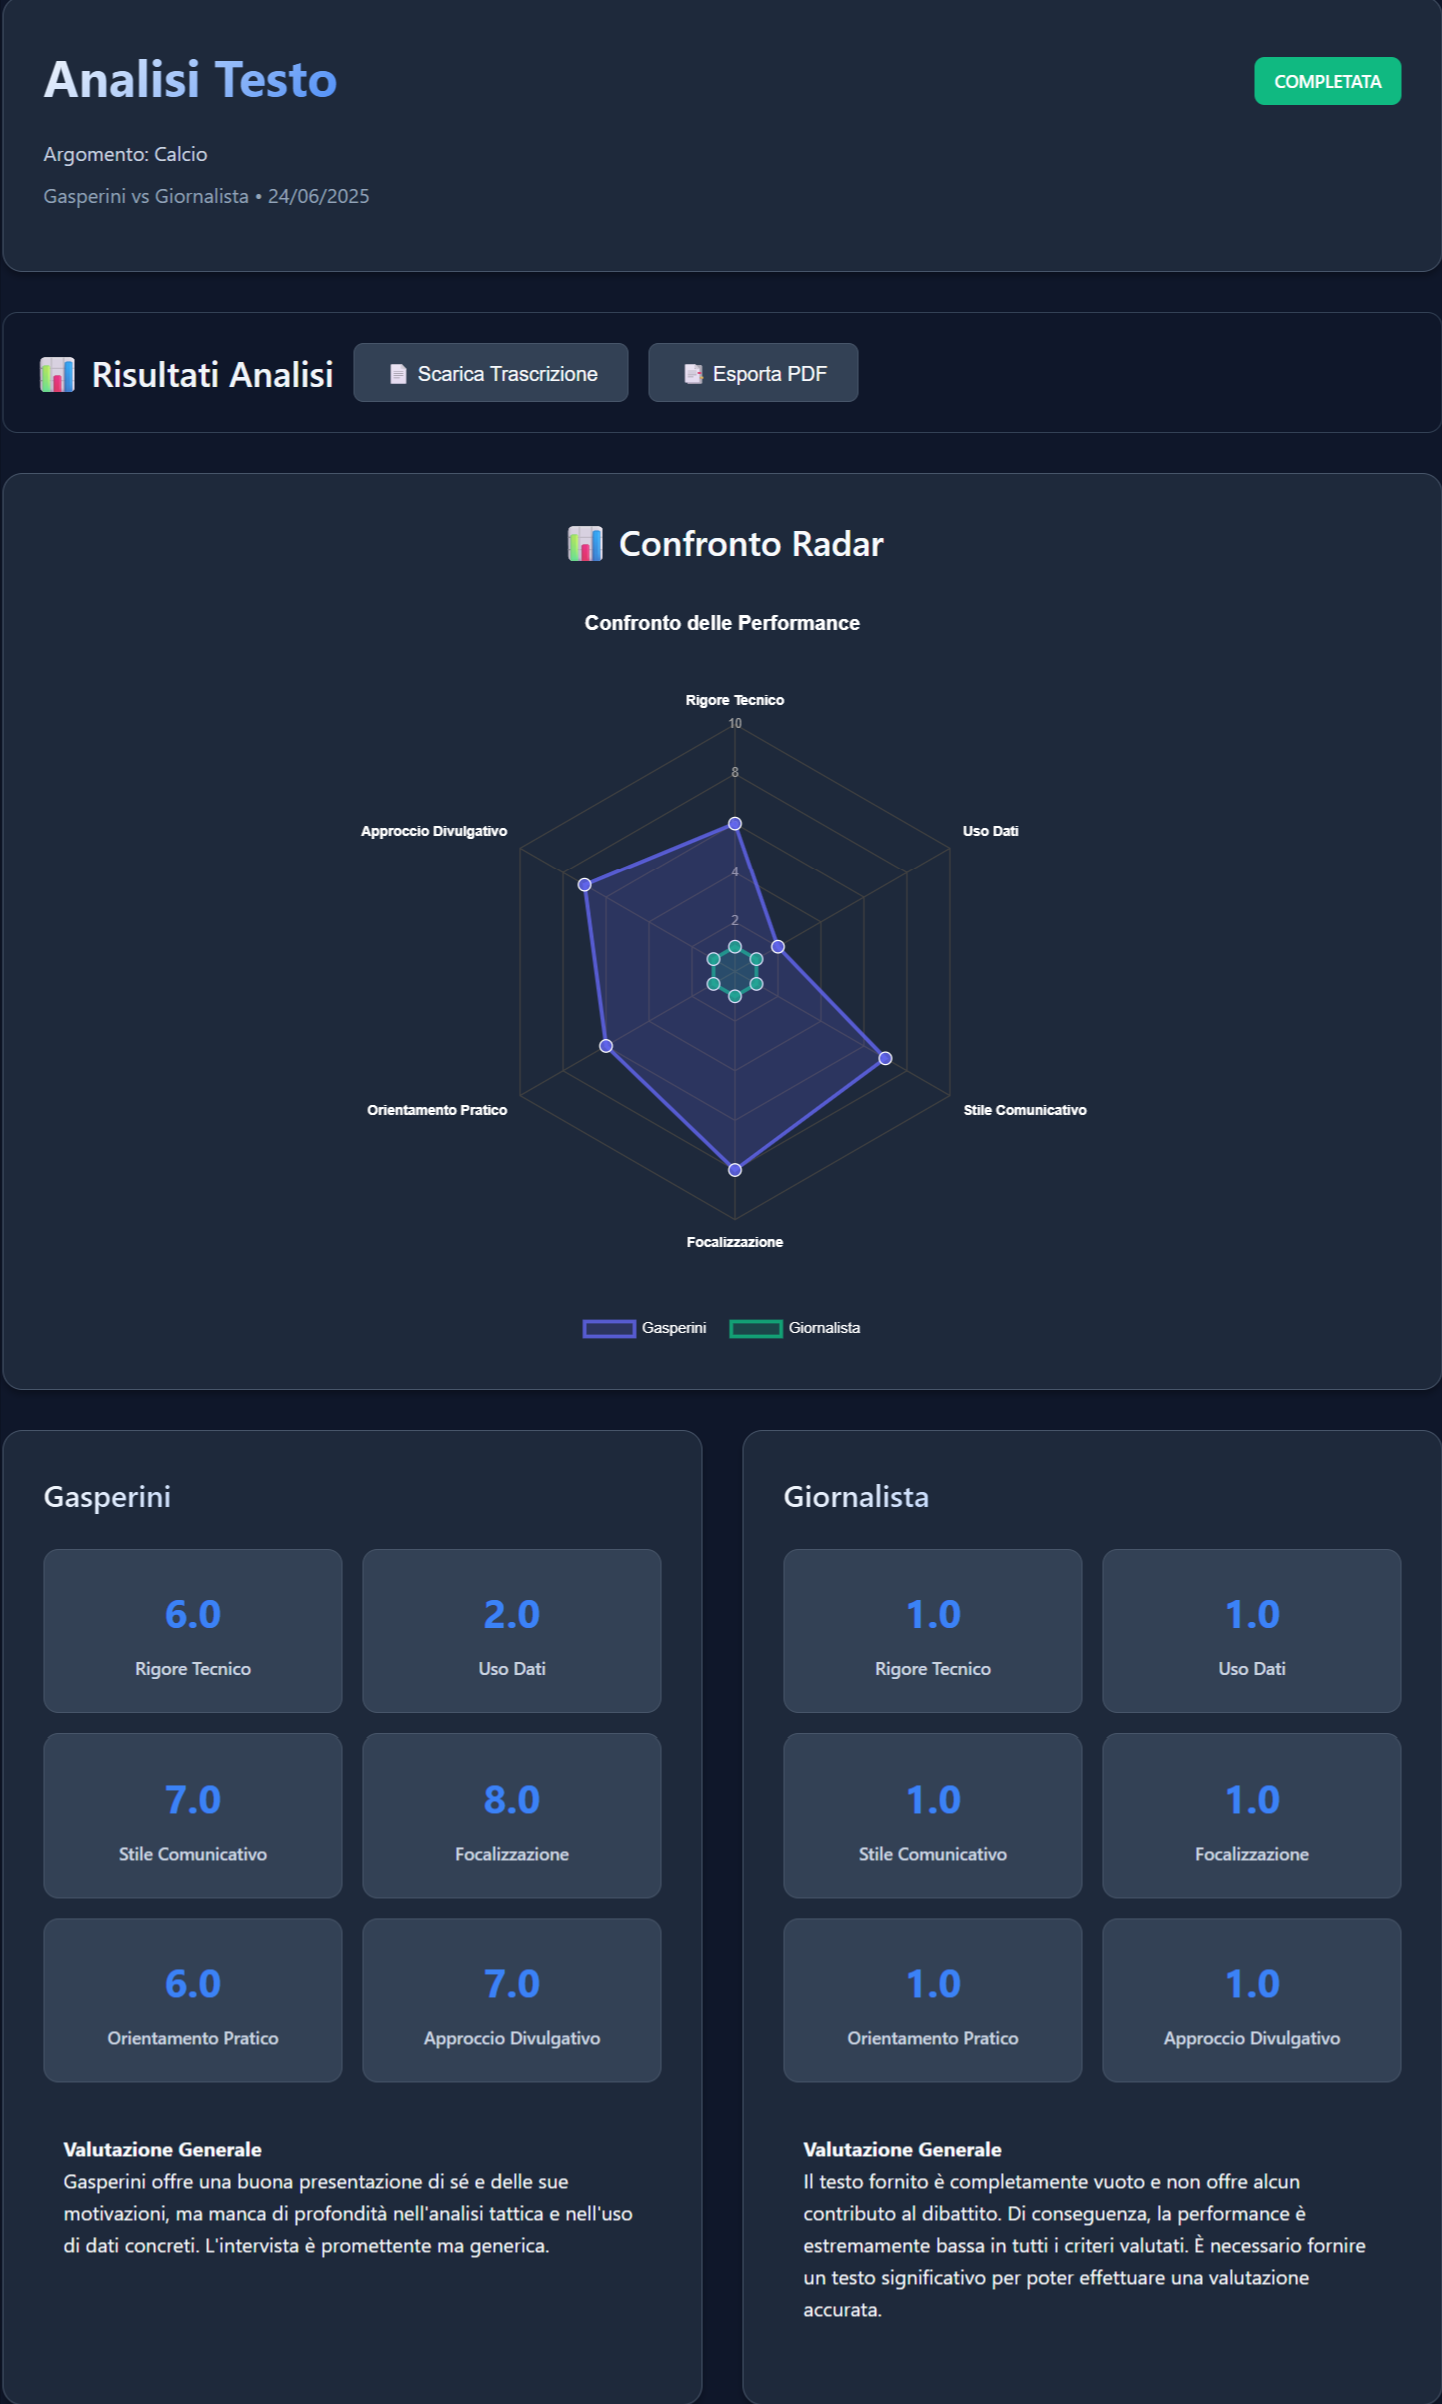 Analisi Testo
COMPLETATA
Argomento: Calcio
Gasperini vs Giornalista • 24/06/2025
Risultati Analisi
Scarica Trascrizione
Esporta PDF
Confronto Radar
Confronto delle Performance
Rigore Tecnico
10
8
4
2
Approccio Divulgativo
Uso Dati
Orientamento Pratico
Stile Comunicativo
Focalizzazione
Gasperini
Giornalista
Gasperini
6.0
Rigore Tecnico
2.0
Uso Dati
7.0
Stile Comunicativo
8.0
Focalizzazione
6.0
Orientamento Pratico
7.0
Approccio Divulgativo
Valutazione Generale
Gasperini offre una buona presentazione di sé e delle sue
motivazioni, ma manca di profondità nell'analisi tattica e nell'uso
di dati concreti. L'intervista è promettente ma generica.
Giornalista
1.0
Rigore Tecnico
1.0
Uso Dati
1.0
Stile Comunicativo
1.0
Focalizzazione
1.0
Orientamento Pratico
1.0
Approccio Divulgativo
Valutazione Generale
Il testo fornito è completamente vuoto e non offre alcun
contributo al dibattito. Di conseguenza, la performance è
estremamente bassa in tutti i criteri valutati. È necessario fornire
un testo significativo per poter effettuare una valutazione
accurata.